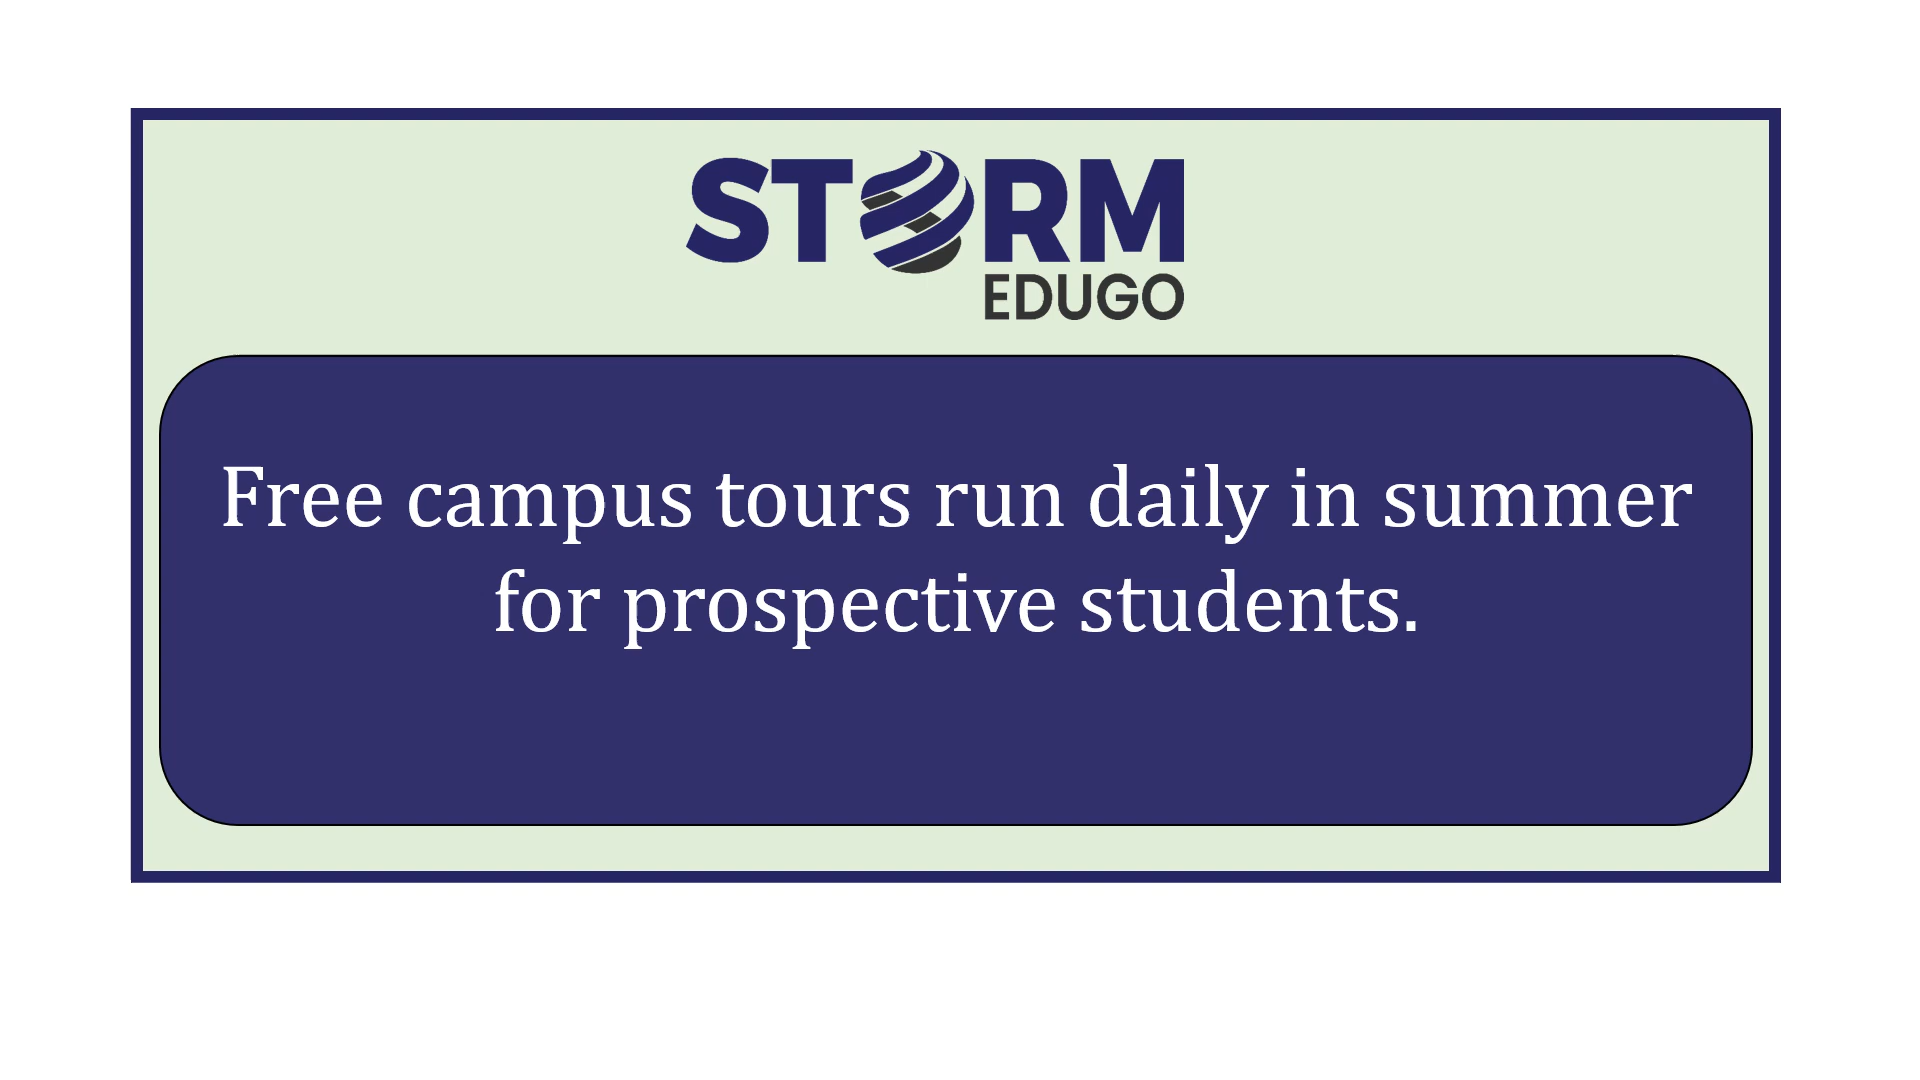 STORM
EDUGO
Free campus tours run daily in summer
for prospective students.